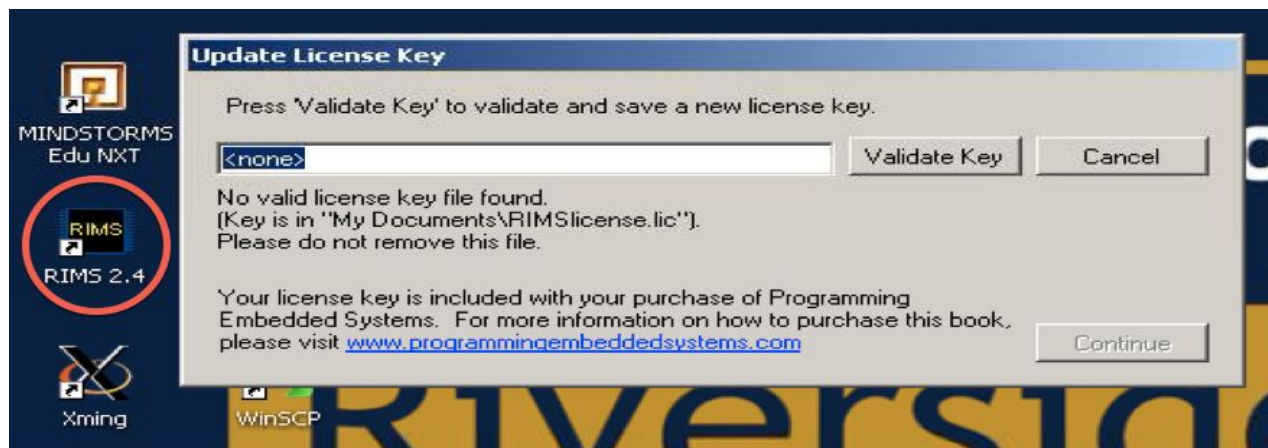 Update License Key
Press 'Validate Key' to validate and save a new license key.
MINDSTORMS
Edu NXT
<none>
Validate Key
Cancel
No valid license key file found.
(Key is in "My Documents\RIMSlicense.lic").
Please do not remove this file.
RIMS
RIMS 2.4
Your license key is included with your purchase of Programming
Embedded Systems. For more information on how to purchase this book,
please visit www.programmingembeddedsystems.com
Continue
Xming
WinSCP
Riversid